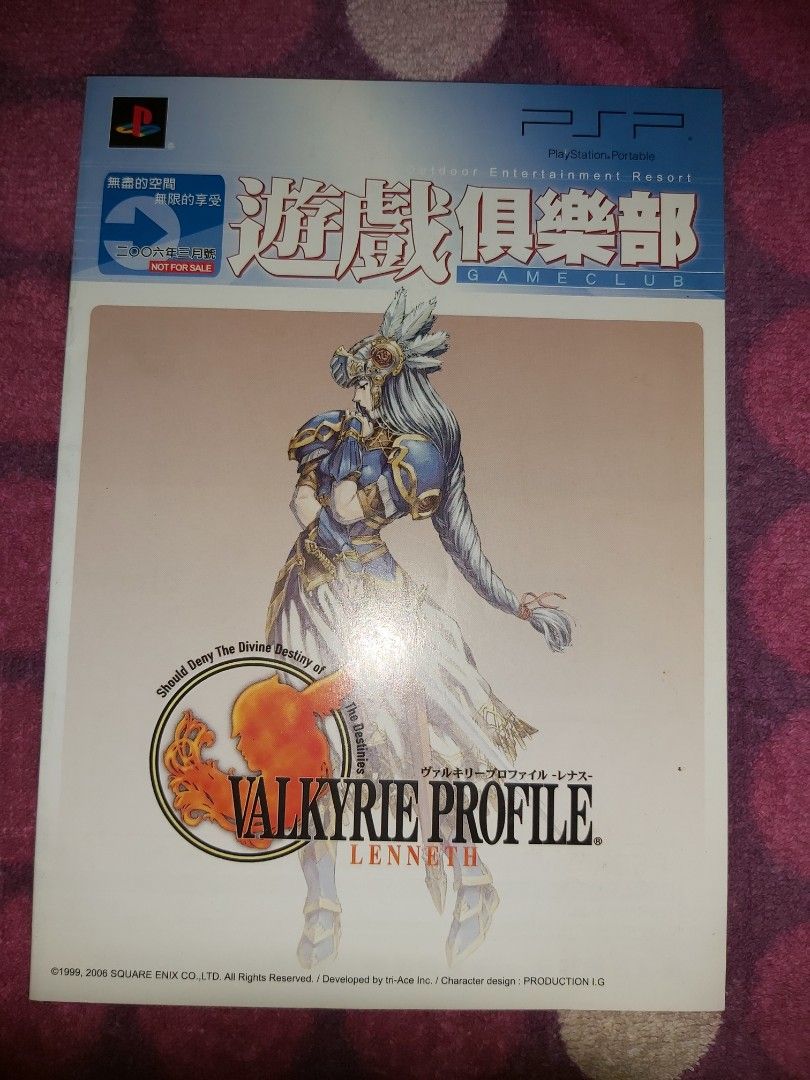 PSP
PlayStation Portable
Outdoor Entertainment Resort
無盡的空間
無限的享受
二〇〇六年三月號
NOT FOR SALE
遊戲俱樂部
GAMECLUB
Should Deny The Divine Destiny of The Destinies
ヴァルキリープロファイル -レナス-
VALKYRIE PROFILE®
LENNETH
©1999, 2006 SQUARE ENIX CO.,LTD. All Rights Reserved. / Developed by tri-Ace Inc. / Character design : PRODUCTION I.G